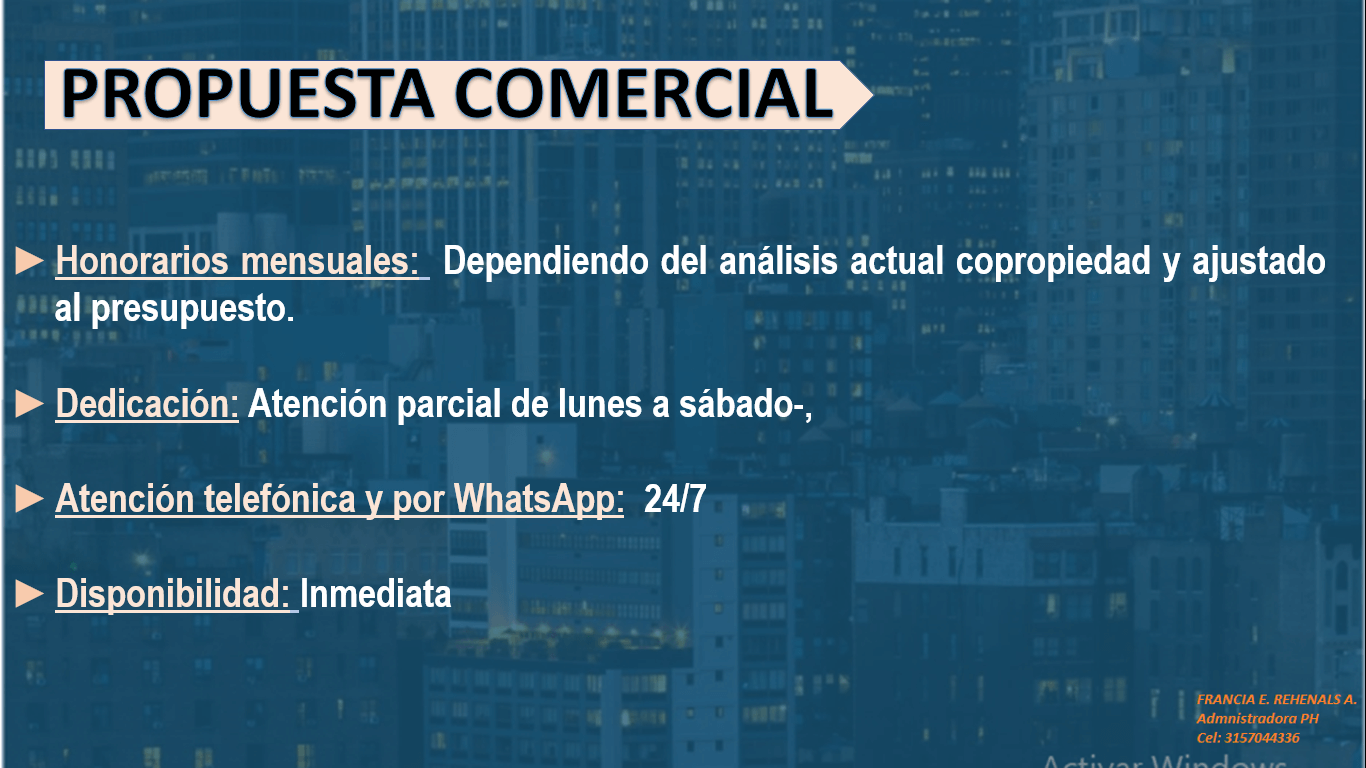 PROPUESTA COMERCIAL
Honorarios mensuales: Dependiendo del análisis actual copropiedad y ajustado
al presupuesto.
Dedicación: Atención parcial de lunes a sábado-,
Atención telefónica y por WhatsApp: 24/7
Disponibilidad: Inmediata
FRANCIA E. REHENALS A.
Admnistradora PH
Cel: 3157044336
Activar Windows